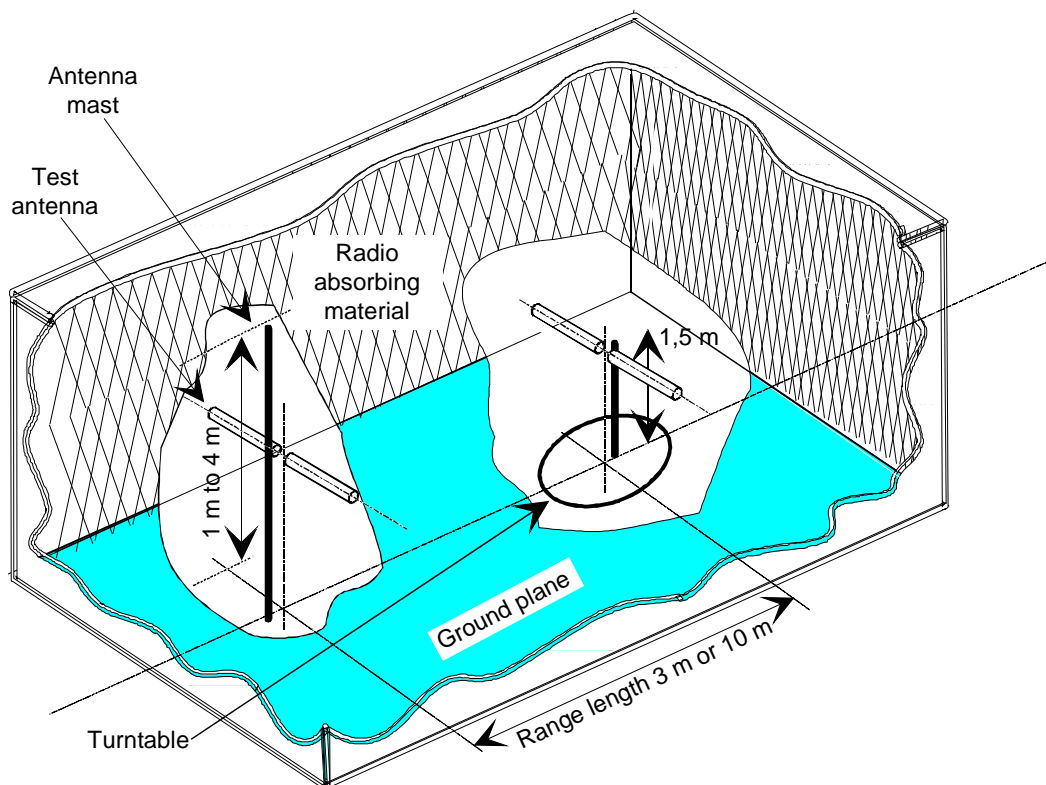 Antenna
mast
Test
antenna
Radio
absorbing
material
1,5 m
1 m to 4 m
Ground plane
Range length 3 m or 10 m
Turntable